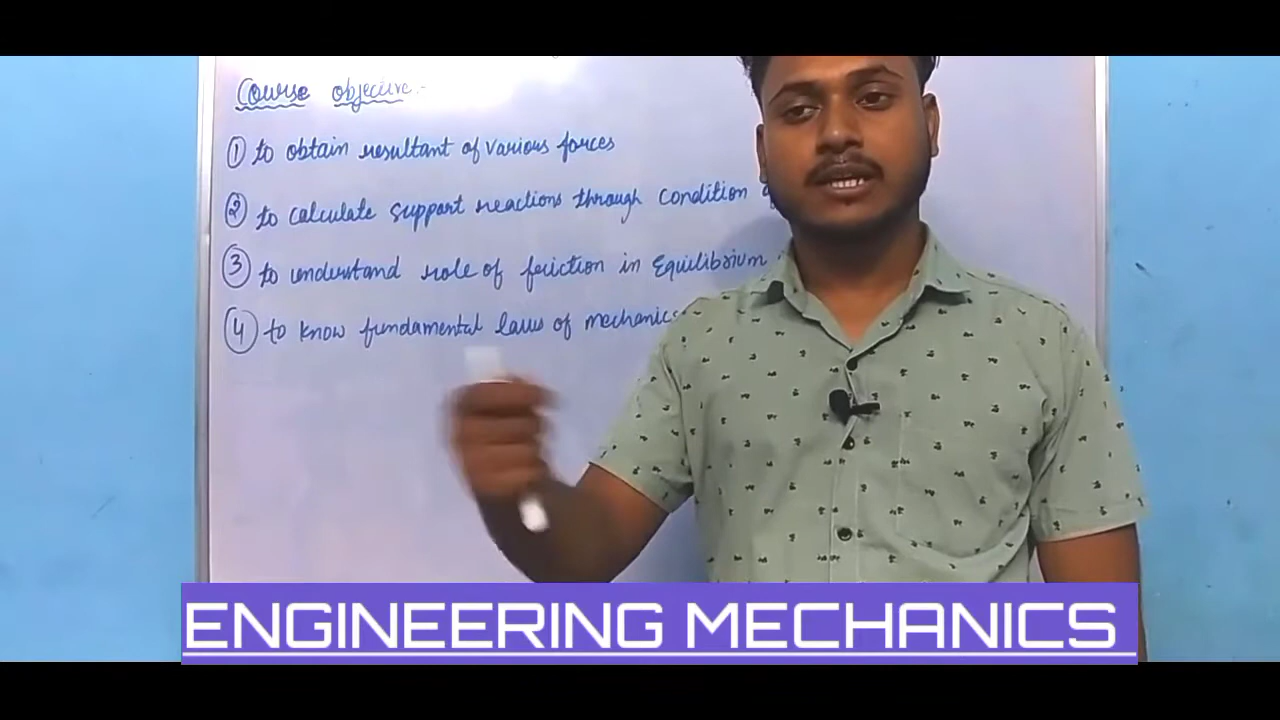 Course objective:-
① to obtain resultant of various forces
② to calculate support reactions through condition
③ to understand role of friction in Equilibrium
④ to know fundamental laws of mechanics
ENGINEERING MECHANICS